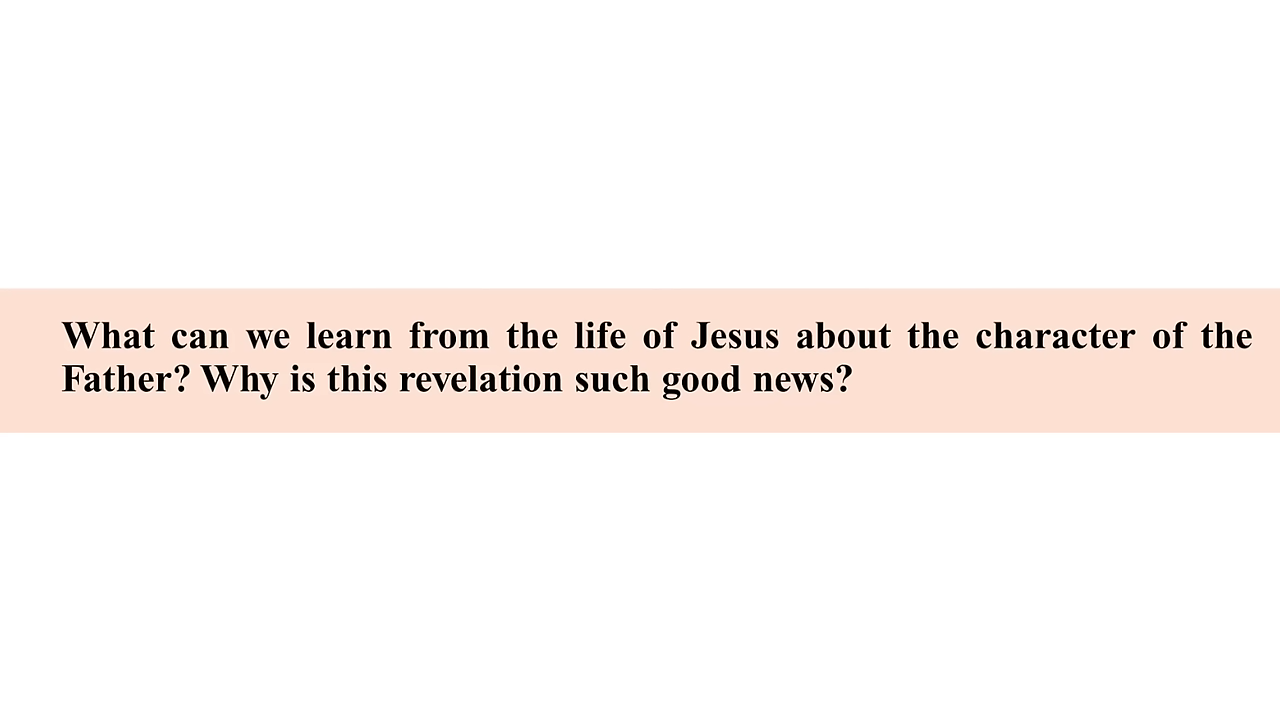 What can we learn from the life of Jesus about the character of the
Father? Why is this revelation such good news?